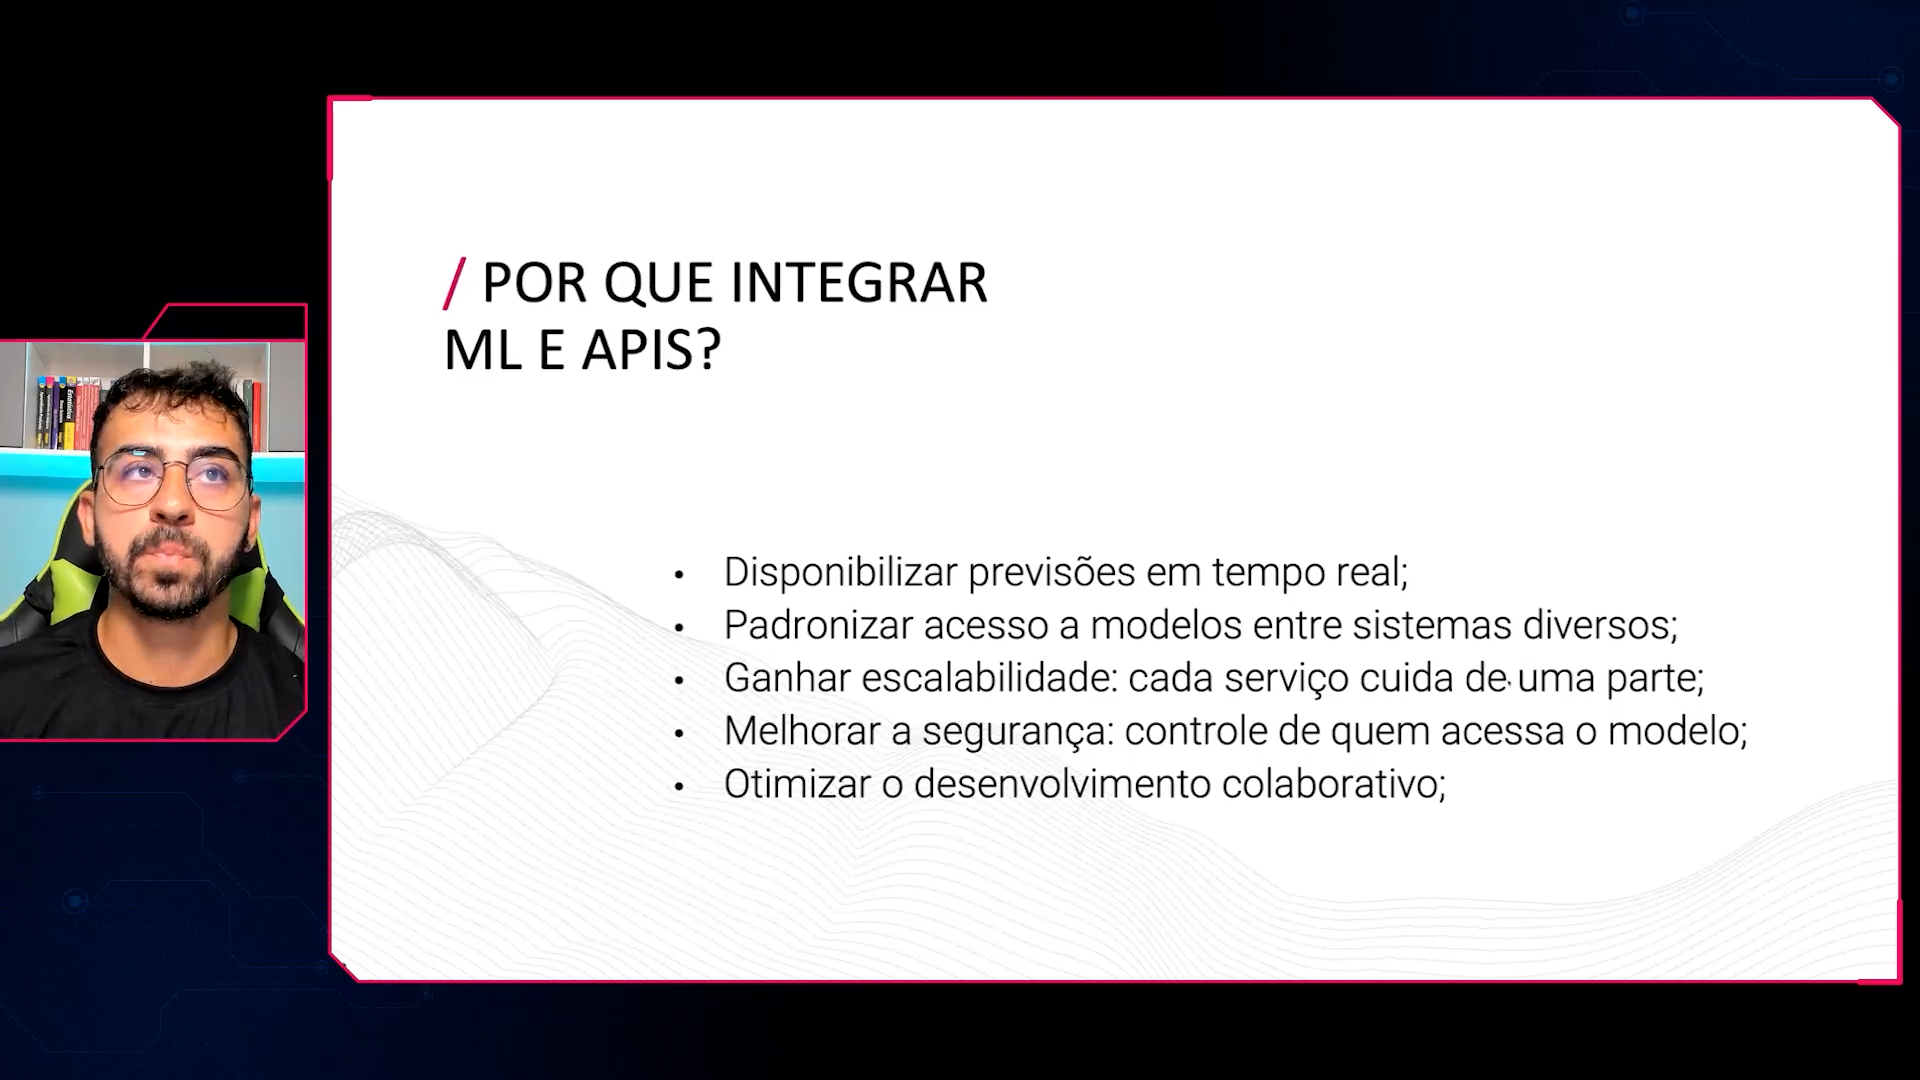 / POR QUE INTEGRAR
ML E APIS?
• Disponibilizar previsões em tempo real;
• Padronizar acesso a modelos entre sistemas diversos;
• Ganhar escalabilidade: cada serviço cuida de uma parte;
• Melhorar a segurança: controle de quem acessa o modelo;
• Otimizar o desenvolvimento colaborativo;